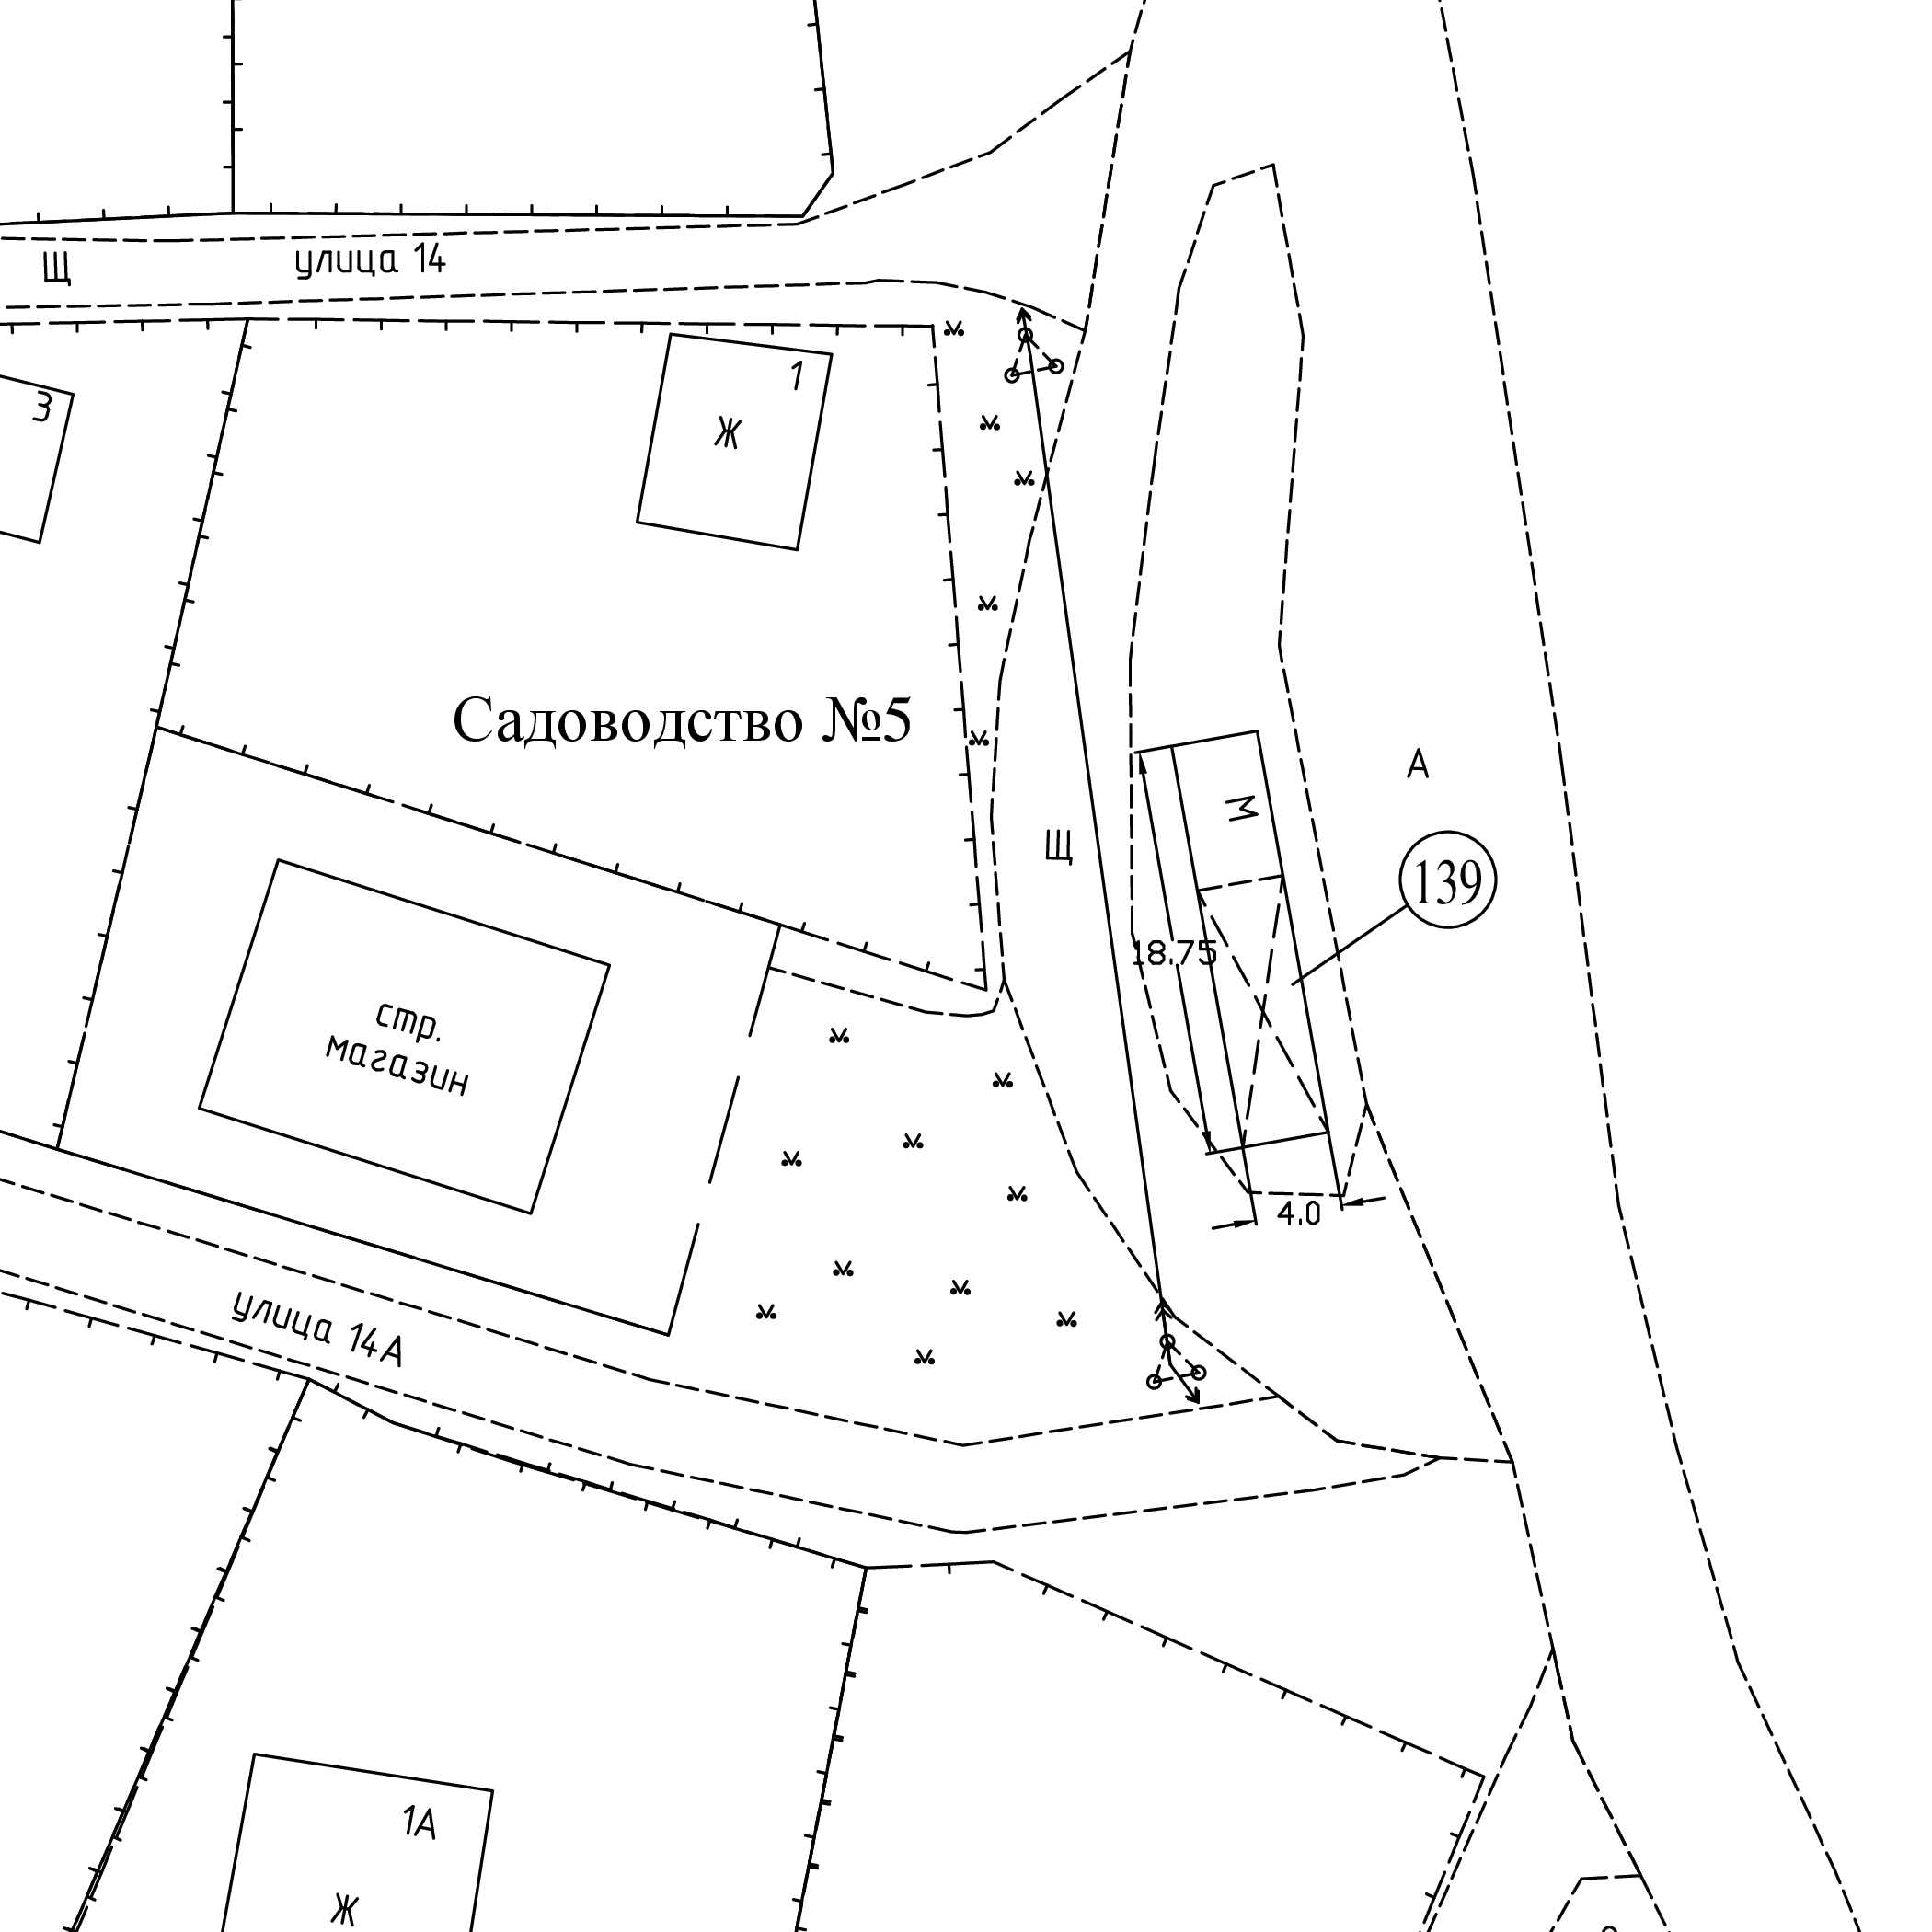 улица 14
Щ
1
3
Ж
Садоводство №5
А
М
Щ
139
18.75
стр.
магазин
4.0
улица 14А
1А
Ж